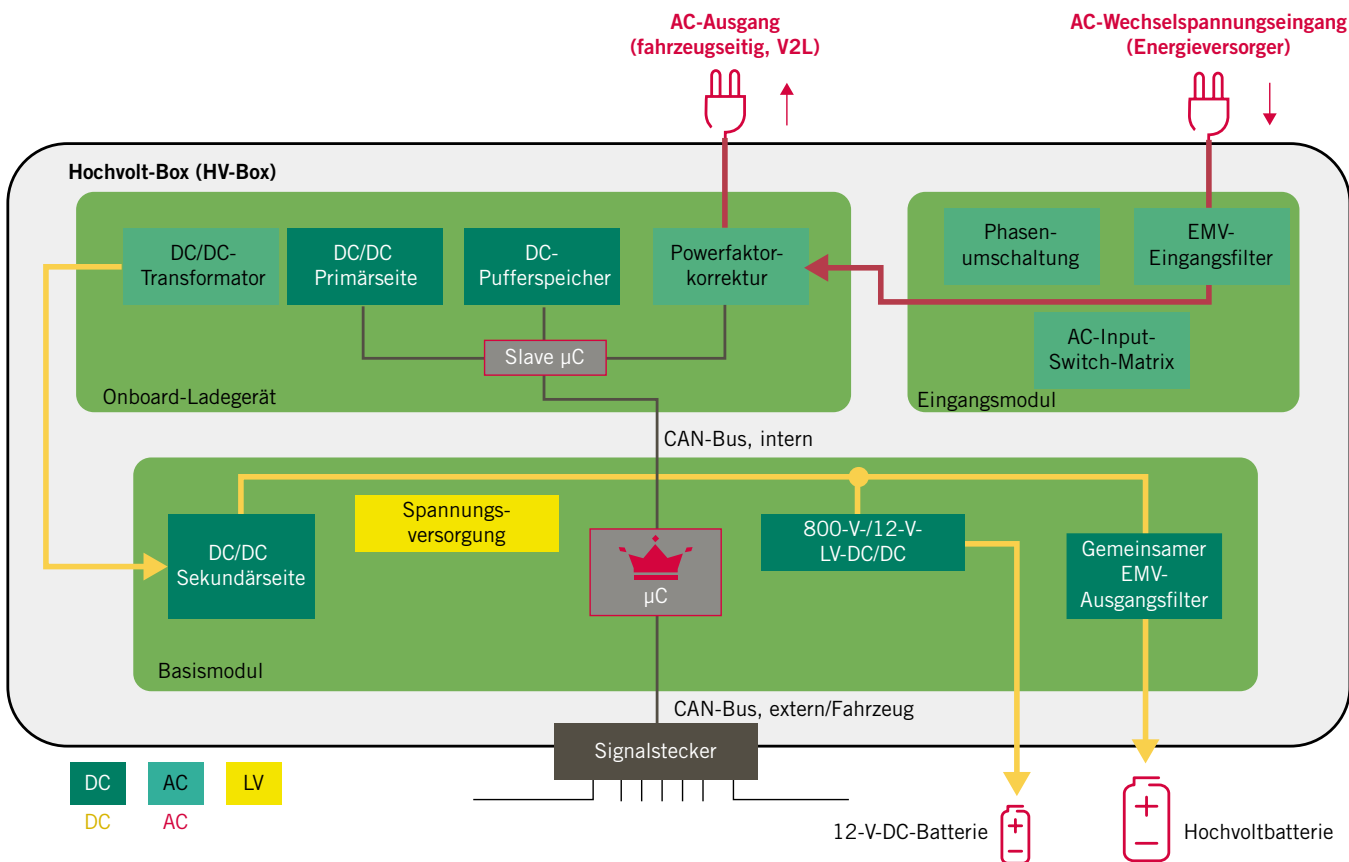 AC-Ausgang
(fahrzeugseitig, V2L)
AC-Wechselspannungseingang
(Energieversorger)
Hochvolt-Box (HV-Box)
DC/DC-
Transformator
DC/DC
Primärseite
DC-
Pufferspeicher
Powerfaktor-
korrektur
Slave µC
Onboard-Ladegerät
Phasen-
umschaltung
EMV-
Eingangsfilter
AC-Input-
Switch-Matrix
Eingangsmodul
CAN-Bus, intern
DC/DC
Sekundärseite
Spannungs-
versorgung
µC
800-V-/12-V-
LV-DC/DC
Gemeinsamer
EMV-
Ausgangsfilter
Basismodul
CAN-Bus, extern/Fahrzeug
Signalstecker
DC
AC
LV
DC
AC
12-V-DC-Batterie
Hochvoltbatterie